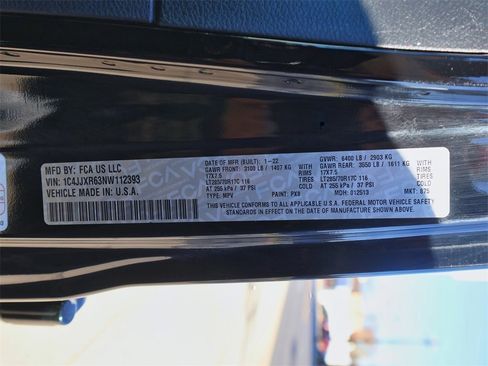 MFD BY: FCA US LLC
VIN: 1C4JJXR63NW112393
VEHICLE MADE IN U.S.A.
DATE OF MFR (BUILT): 1-22 GVWR: 6400 LB / 2903 KG
GAWR FRONT: 3100 LB / 1407 KG WITH GAWR REAR: 3550 LB / 1611 KG WITH
17X7.5 RIMS 17X7.5 RIMS
LT285/70R17C 116 TIRES LT285/70R17C 116 TIRES
AT 255 kPa / 37 PSI COLD AT 255 kPa / 37 PSI COLD
TYPE: MPV PAINT: PX8 MDH: 012513 MKT: B75
THIS VEHICLE CONFORMS TO ALL APPLICABLE U.S.A. FEDERAL MOTOR VEHICLE SAFETY
STANDARDS IN EFFECT ON THE DATE OF MANUFACTURE SHOWN ABOVE.